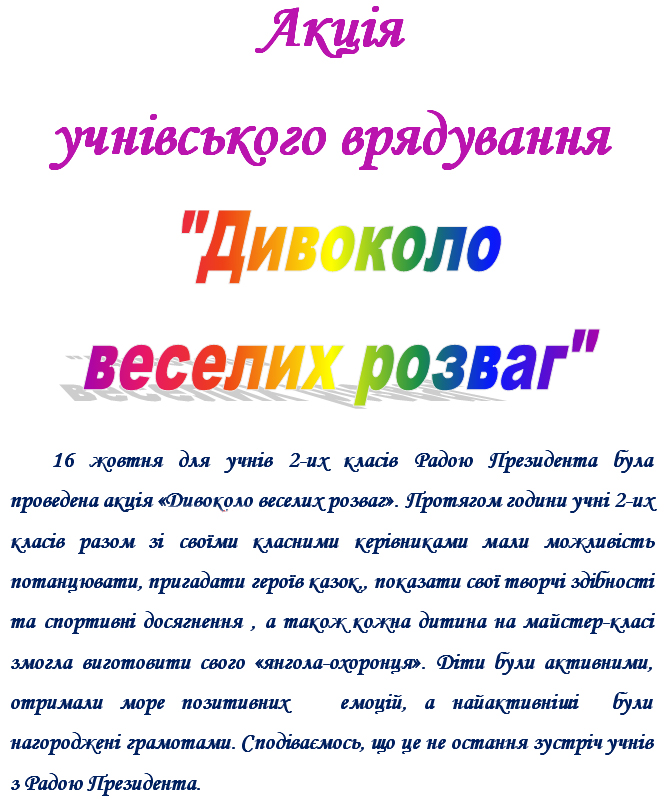 Акція
учнівського врядування
"Дивоколо
веселих розваг"
16 жовтня для учнів 2-их класів Радою Президента була
проведена акція «Дивоколо веселих розваг». Протягом години учні 2-их
класів разом зі своїми класними керівниками мали можливість
потанцювати, пригадати героїв казок,, показати свої творчі здібності
та спортивні досягнення , а також кожна дитина на майстер-класі
змогла виготовити свого «янгола-охоронця». Діти були активними,
отримали море позитивних емоцій, а найактивніші були
нагороджені грамотами. Сподіваємось, що це не остання зустріч учнів
з Радою Президента.